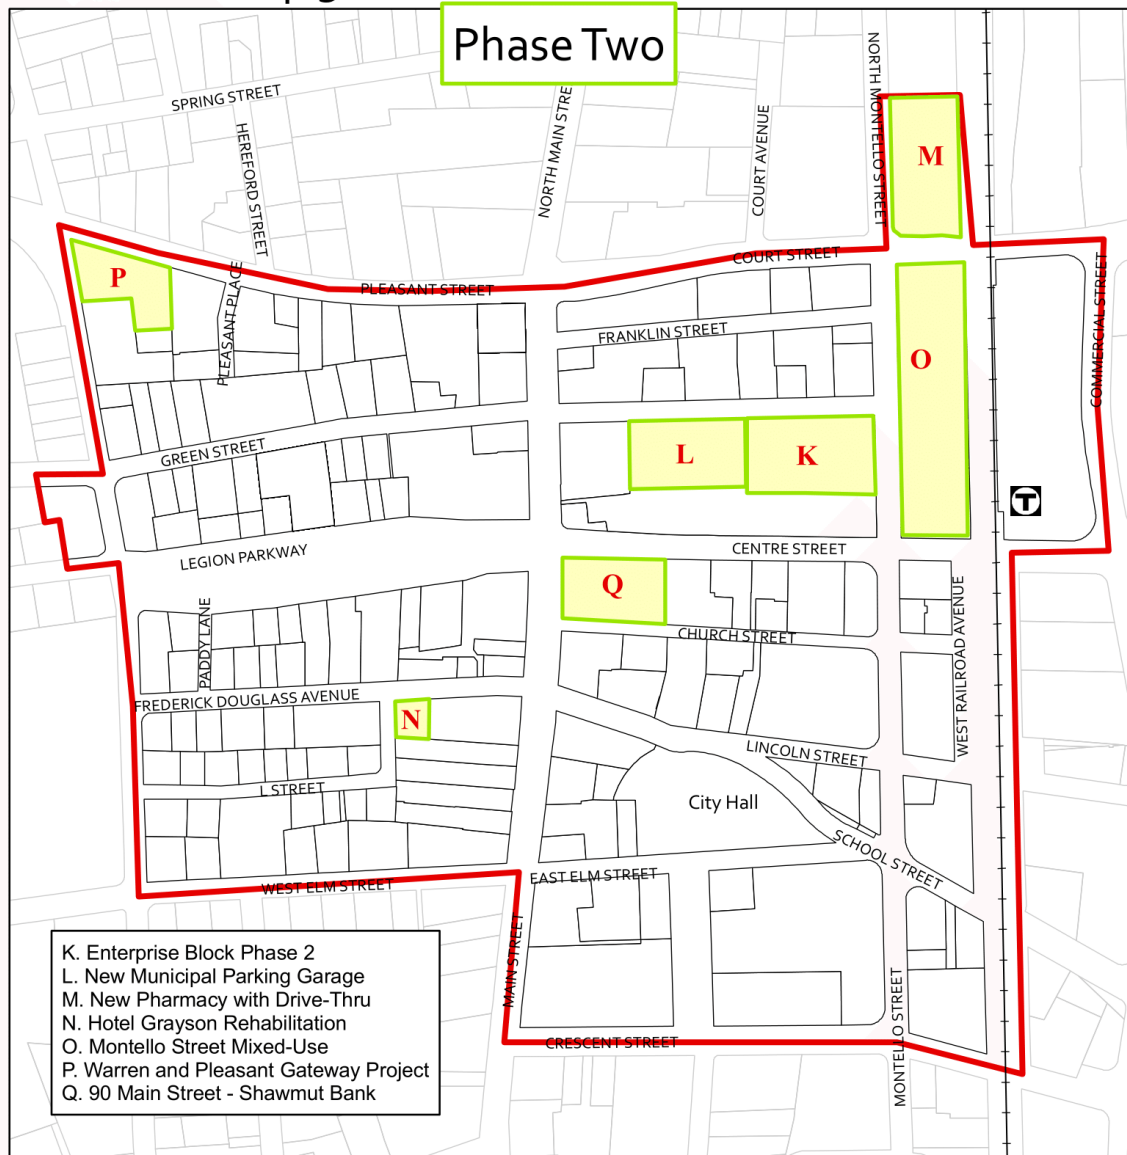 Phase Two
SPRING STREET
HEREFORD STREET
NORTH MAIN STRE
COURT AVENUE
NORTH MONTELLO STREET
M
P
PLEASANT PLACE
PLEASANT STREET
COURT STREET
COMMERCIAL STREET
FRANKLIN STREET
O
GREEN STREET
L
K
T
LEGION PARKWAY
CENTRE STREET
Q
PADDY LANE
CHURCH STREET
WEST RAILROAD AVENUE
FREDERICK DOUGLASS AVENUE
N
LINCOLN STREET
L STREET
City Hall
SCHOOL STREET
WEST ELM STREET
EAST ELM STREET
MAIN STREET
MONTELLO STREET
CRESCENT STREET
K. Enterprise Block Phase 2
L. New Municipal Parking Garage
M. New Pharmacy with Drive-Thru
N. Hotel Grayson Rehabilitation
O. Montello Street Mixed-Use
P. Warren and Pleasant Gateway Project
Q. 90 Main Street - Shawmut Bank